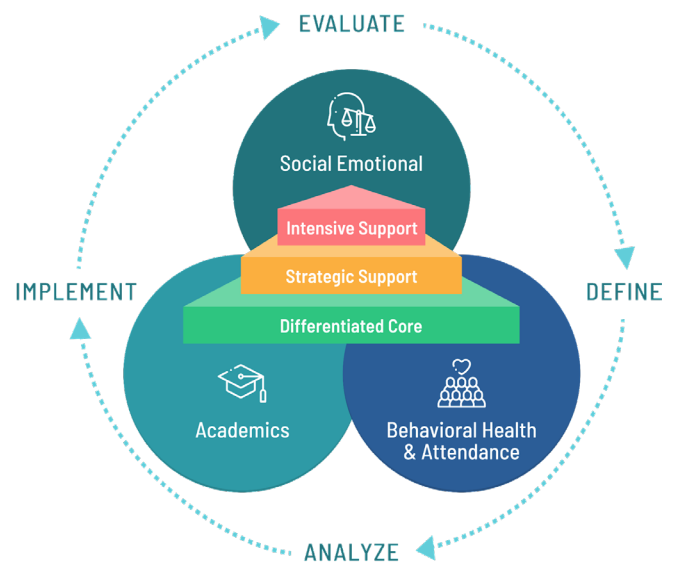 EVALUATE
Social Emotional
Intensive Support
Strategic Support
IMPLEMENT
DEFINE
Differentiated Core
Academics
Behavioral Health
& Attendance
ANALYZE